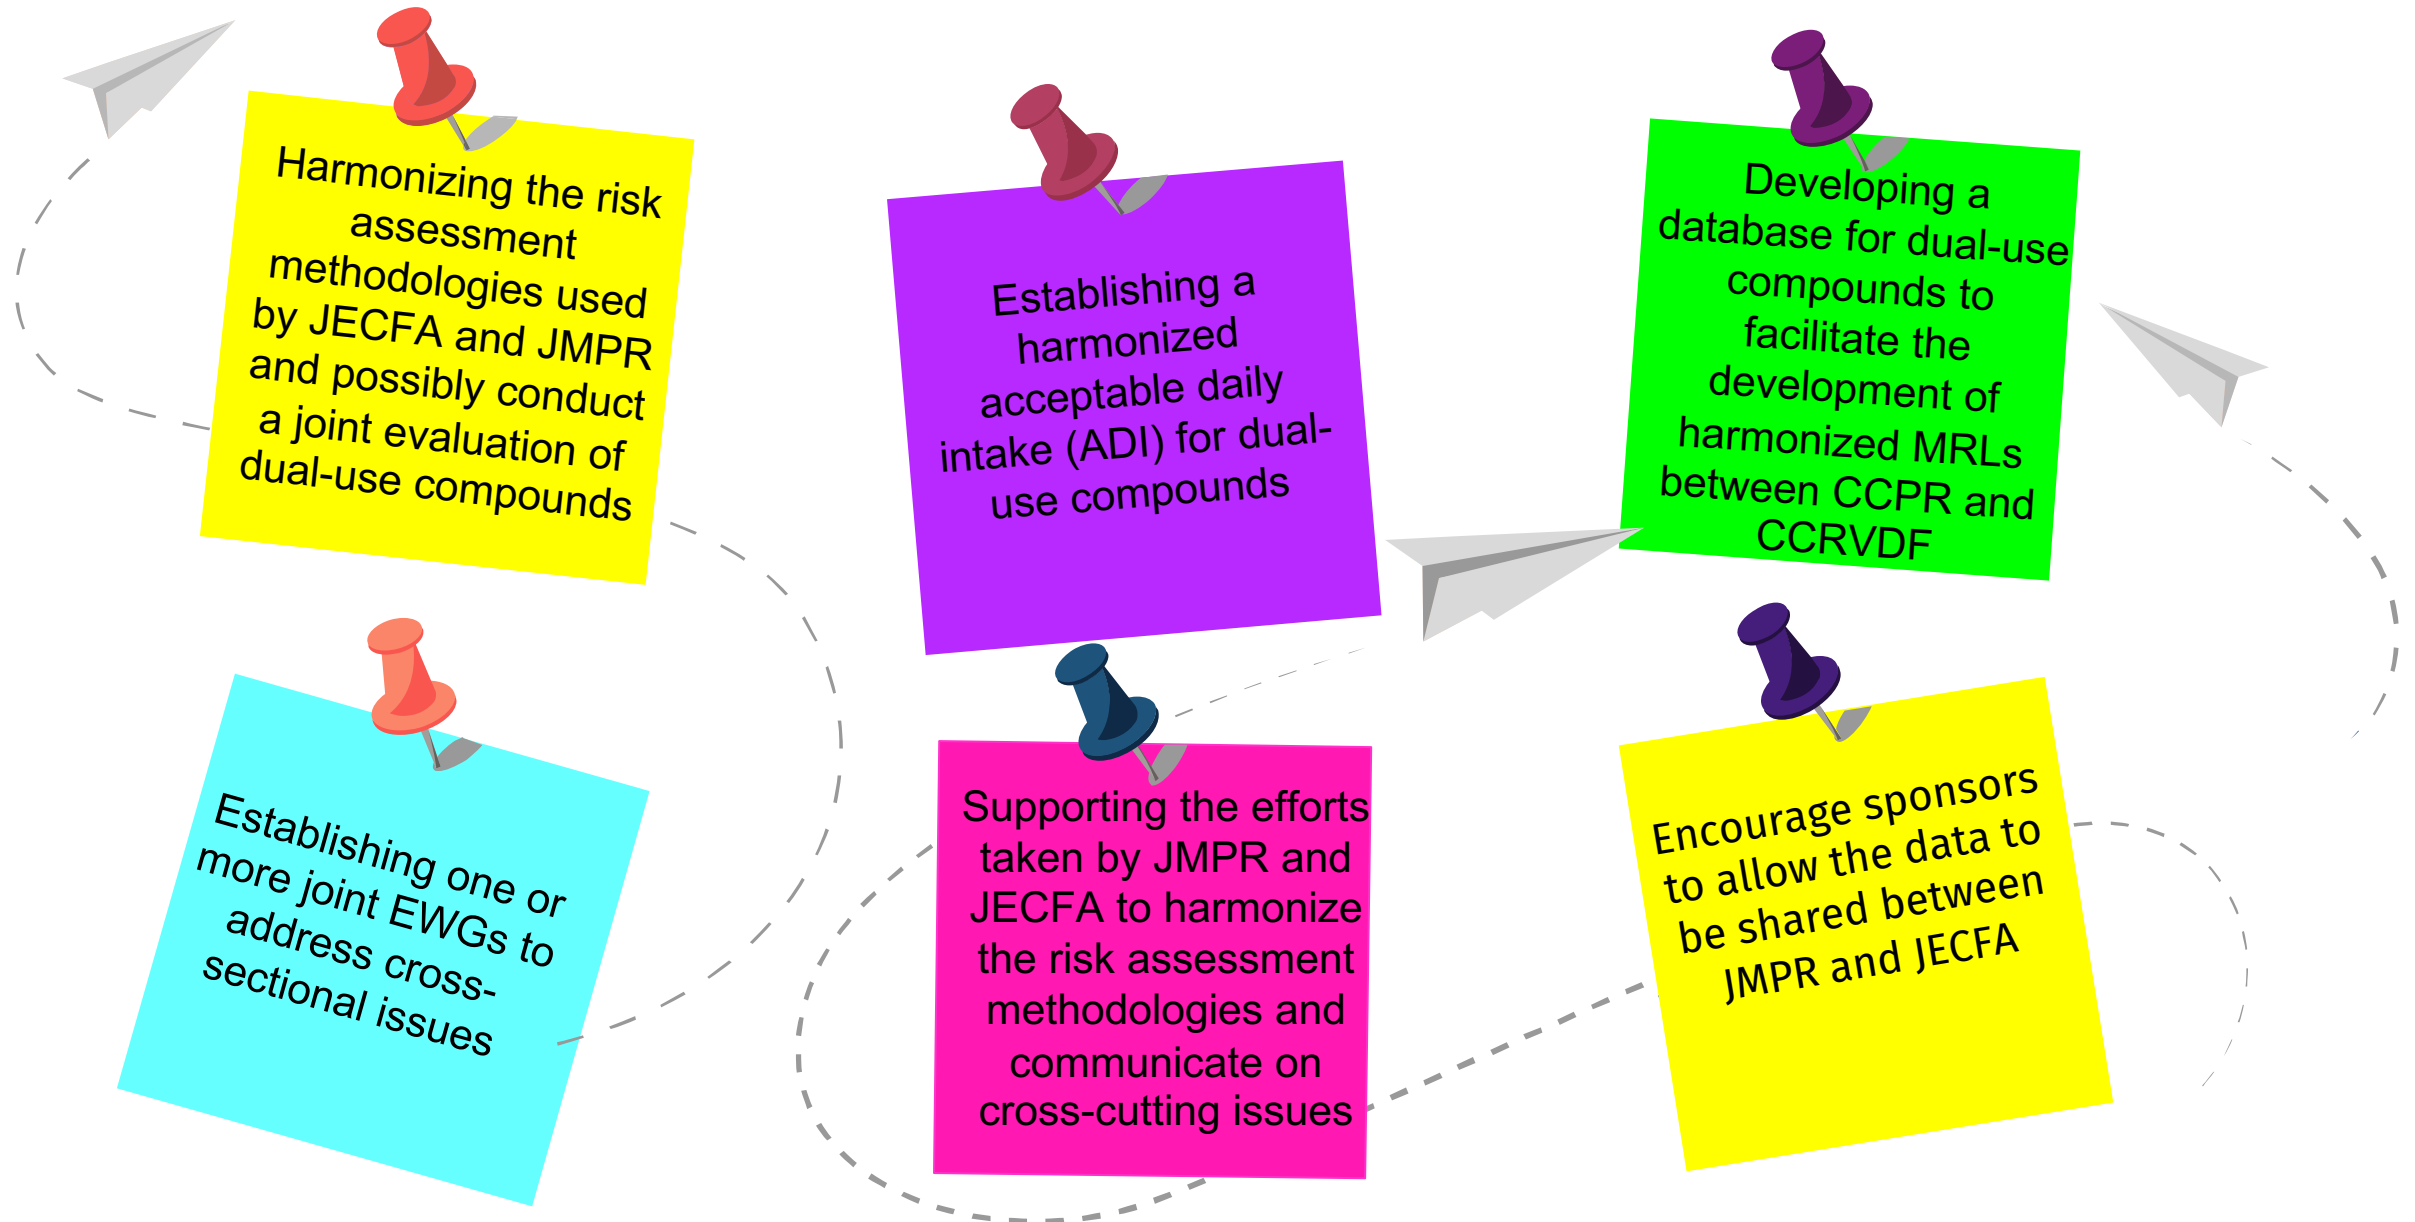 Harmonizing the risk
assessment
methodologies used
by JECFA and JMPR
and possibly conduct
a joint evaluation of
dual-use compounds
Establishing a
harmonized
acceptable daily
intake (ADI) for dual-
use compounds
Developing a
database for dual-use
compounds to
facilitate the
development of
harmonized MRLs
between CCPR and
CCRVDF
Establishing one or
more joint EWGs to
address cross-
sectional issues
Supporting the efforts
taken by JMPR and
JECFA to harmonize
the risk assessment
methodologies and
communicate on
cross-cutting issues
Encourage sponsors
to allow the data to
be shared between
JMPR and JECFA